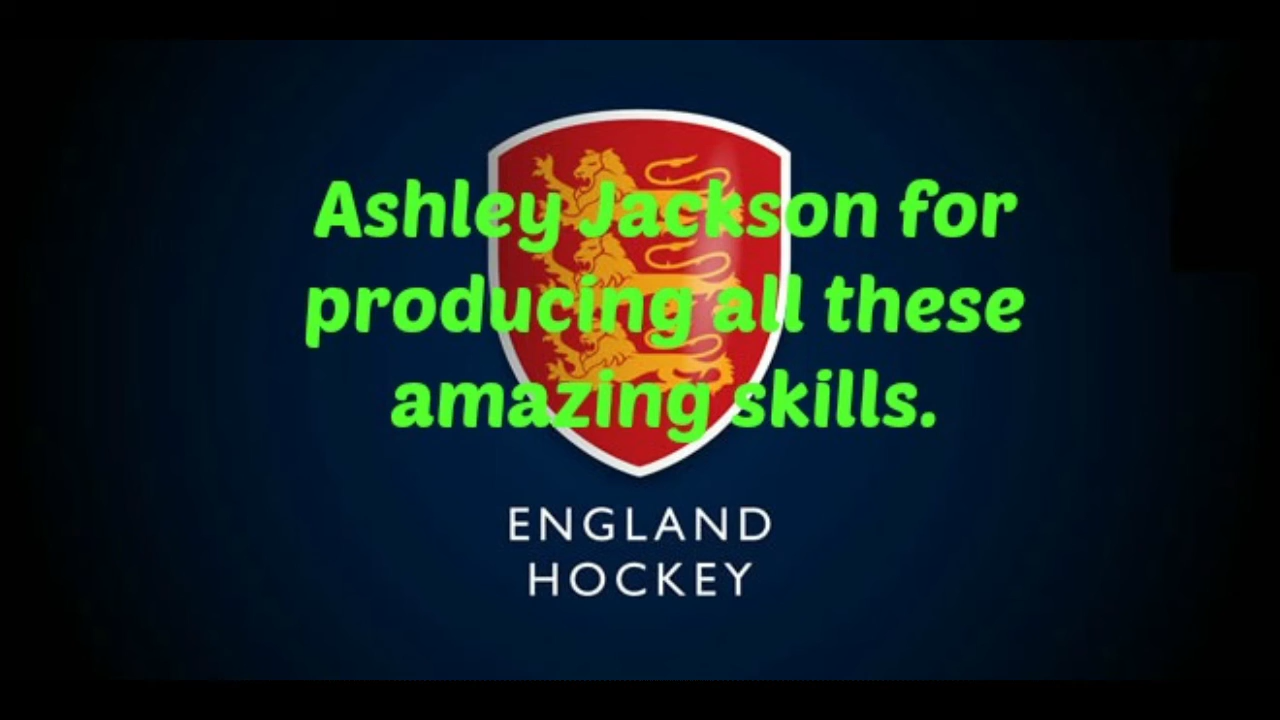 Ashley Jackson for
producing all these
amazing skills.
ENGLAND
HOCKEY